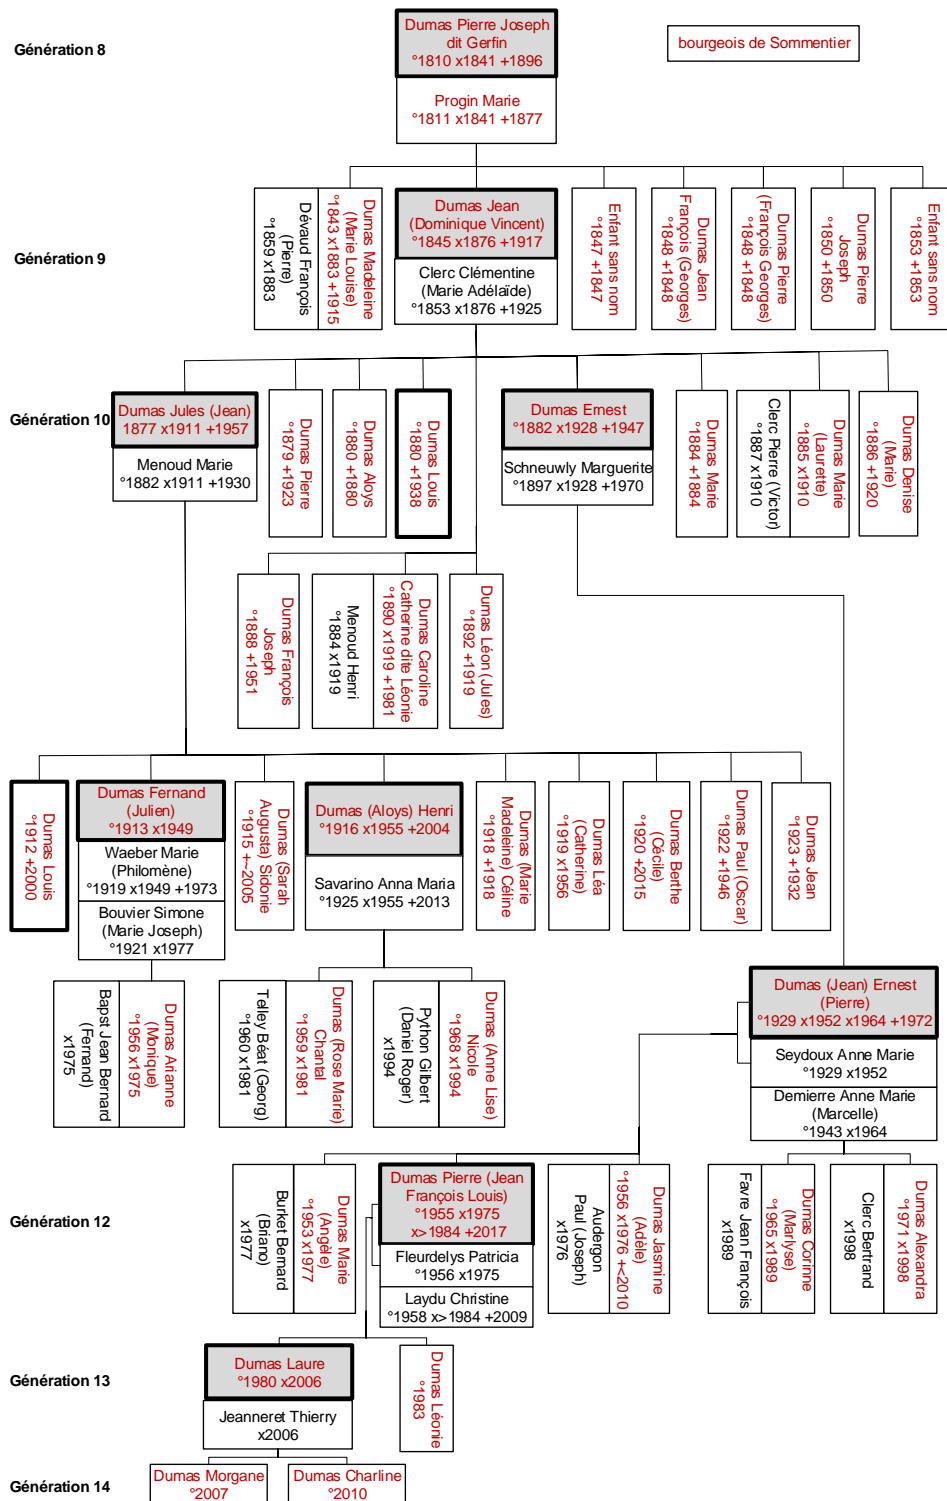 Génération 8
Dumas Pierre Joseph
dit Gerfin
°1810 x1841 +1896
bourgeois de Sommentier
Progin Marie
°1811 x1841 +1877
Génération 9
Dévaud François
(Pierre)
°1859 x1883
Dumas Madeleine
(Marie Louise)
°1843 x1883 +1915
Dumas Jean
(Dominique Vincent)
°1845 x1876 +1917
Clerc Clémentine
(Marie Adélaïde)
°1853 x1876 +1925
Enfant sans nom
°1847 +1847
Dumas Jean
François (Georges)
°1848 +1848
Dumas Pierre
(François Georges)
°1848 +1848
Dumas Pierre
Joseph
°1850 +1850
Enfant sans nom
°1853 +1853
Génération 10
Dumas Jules (Jean)
1877 x1911 +1957
Menoud Marie
°1882 x1911 +1930
Dumas Pierre
°1879 +1923
Dumas Aloys
°1880 +1880
Dumas Louis
°1880 +1938
Dumas Ernest
°1882 x1928 +1947
Schneuwly Marguerite
°1897 x1928 +1970
Dumas Marie
°1884 +1884
Clerc Pierre (Victor)
°1887 x1910
Dumas Marie
(Laurette)
°1885 x1910
Dumas Denise
(Marie)
°1886 +1920
Dumas François
Joseph
°1888 +1951
Menoud Henri
°1884 x1919
Dumas Caroline
Catherine dite Léonie
°1890 x1919 +1981
Dumas Léon (Jules)
°1892 +1919
Dumas Louis
°1912 +2000
Dumas Fernand
(Julien)
°1913 x1949
Waeber Marie
(Philomène)
°1919 x1949 +1973
Bouvier Simone
(Marie Joseph)
°1921 x1977
Dumas (Sarah
Augusta) Sidonie
°1915 +~2005
Dumas (Aloys) Henri
°1916 x1955 +2004
Savarino Anna Maria
°1925 x1955 +2013
Dumas (Marie
Madeleine) Céline
°1918 +1918
Dumas Léa
(Catherine)
°1919 x1956
Dumas Berthe
(Cécile)
°1920 +2015
Dumas Paul (Oscar)
°1922 +1946
Dumas Jean
°1923 +1932
Bapst Jean Bernard
(Fernand)
x1975
Dumas Arianne
(Monique)
°1956 x1975
Telley Béat (Georg)
°1960 x1981
Dumas (Rose Marie)
Chantal
°1959 x1981
Python Gilbert
(Daniel Roger)
x1994
Dumas (Anne Lise)
Nicole
°1968 x1994
Dumas (Jean) Ernest
(Pierre)
°1929 x1952 x1964 +1972
Seydoux Anne Marie
°1929 x1952
Demierre Anne Marie
(Marcelle)
°1943 x1964
Génération 12
Burket Bernard
(Briano)
x1977
Dumas Marie
(Angèle)
°1953 x1977
Dumas Pierre (Jean
François Louis)
°1955 x1975
x>1984 +2017
Fleurdelys Patricia
°1956 x1975
Laydu Christine
°1958 x>1984 +2009
Audergon
Paul (Joseph)
x1976
Dumas Jasmine
(Adèle)
°1956 x1976 +<2010
Favre Jean François
x1989
Dumas Corinne
(Marlyse)
°1965 x1989
Clerc Bertrand
x1998
Dumas Alexandra
°1971 x1998
Génération 13
Dumas Laure
°1980 x2006
Jeanneret Thierry
x2006
Dumas Léonie
°1983
Génération 14
Dumas Morgane
°2007
Dumas Charline
°2010